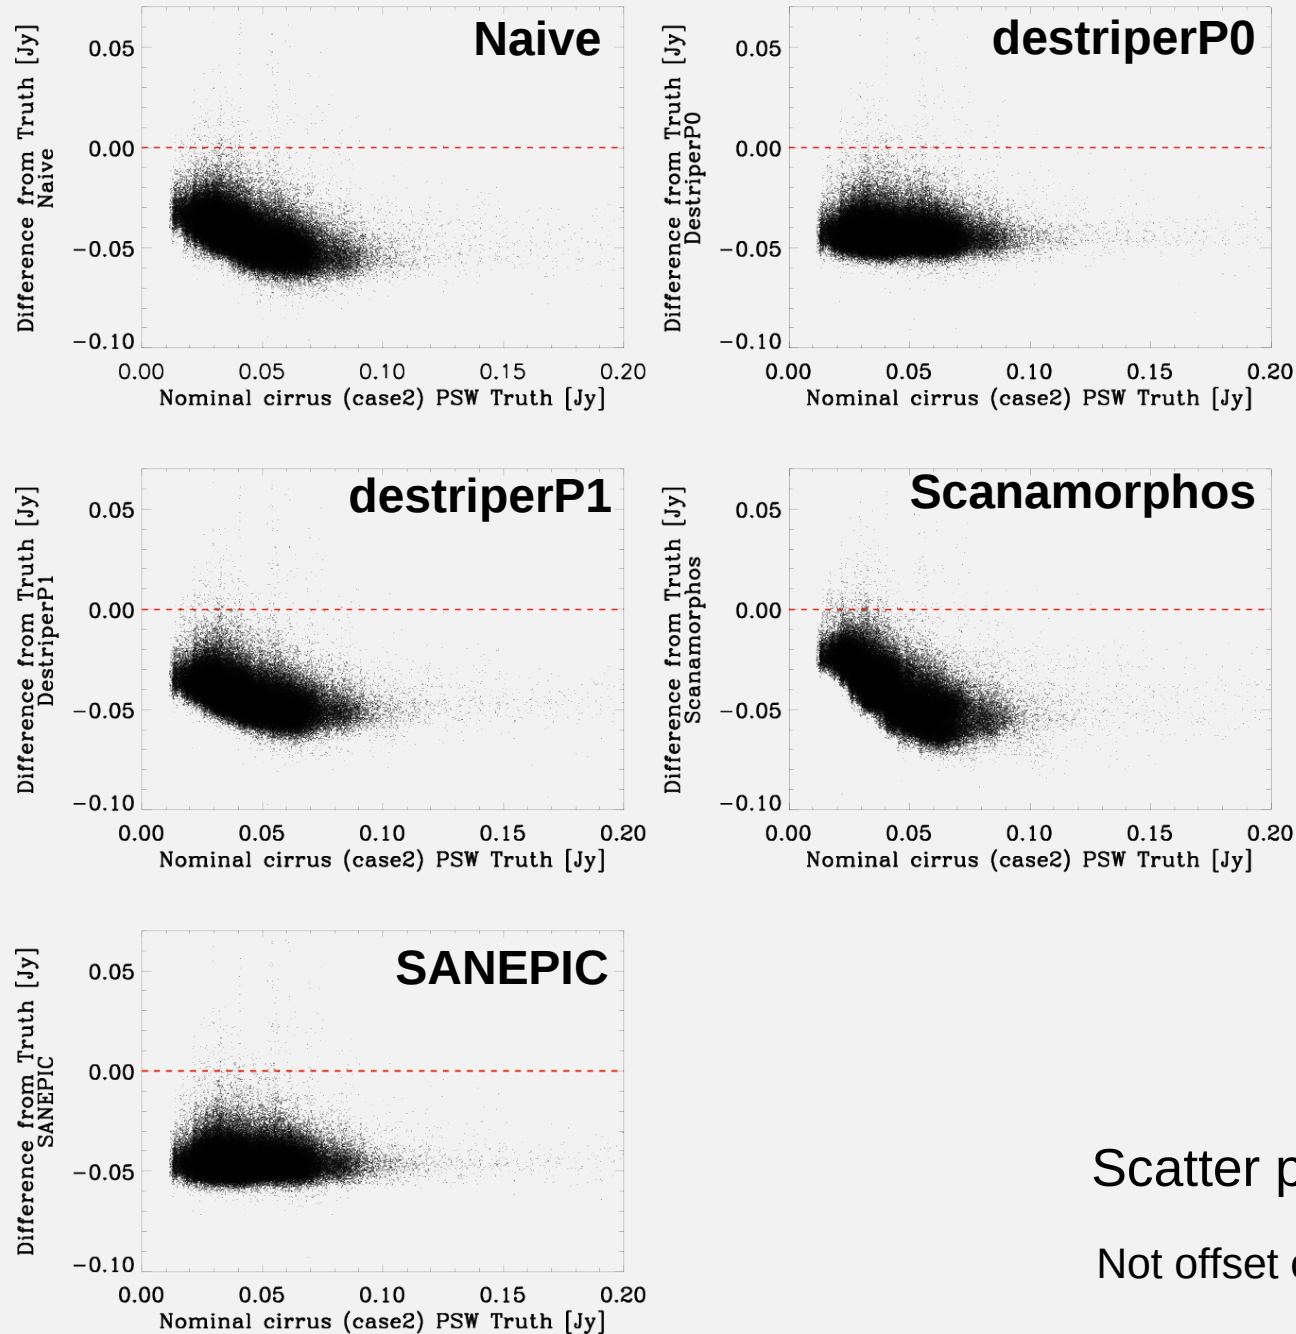 Naive
0.05
0.00
−0.05
−0.10
Difference from Truth [Jy]
Naive
0.00 0.05 0.10 0.15 0.20
Nominal cirrus (case2) PSW Truth [Jy]
destriperP0
0.05
0.00
−0.05
−0.10
Difference from Truth [Jy]
DestriperP0
0.00 0.05 0.10 0.15 0.20
Nominal cirrus (case2) PSW Truth [Jy]
destriperP1
0.05
0.00
−0.05
−0.10
Difference from Truth [Jy]
DestriperP1
0.00 0.05 0.10 0.15 0.20
Nominal cirrus (case2) PSW Truth [Jy]
Scanamorphos
0.05
0.00
−0.05
−0.10
Difference from Truth [Jy]
Scanamorphos
0.00 0.05 0.10 0.15 0.20
Nominal cirrus (case2) PSW Truth [Jy]
SANEPIC
0.05
0.00
−0.05
−0.10
Difference from Truth [Jy]
SANEPIC
0.00 0.05 0.10 0.15 0.20
Nominal cirrus (case2) PSW Truth [Jy]
Scatter
Not offset